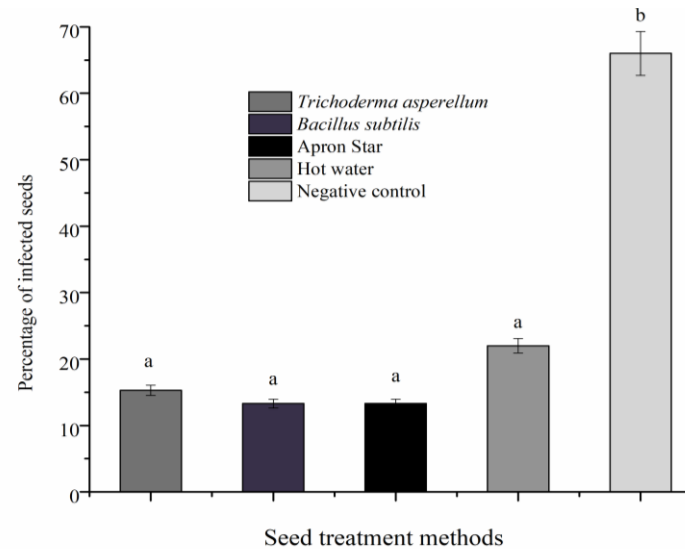 b
70
60
50
40
30
20
10
0
Percentage of infected seeds
Trichoderma asperellum
Bacillus subtilis
Apron Star
Hot water
Negative control
a
a
a
a
Seed treatment methods